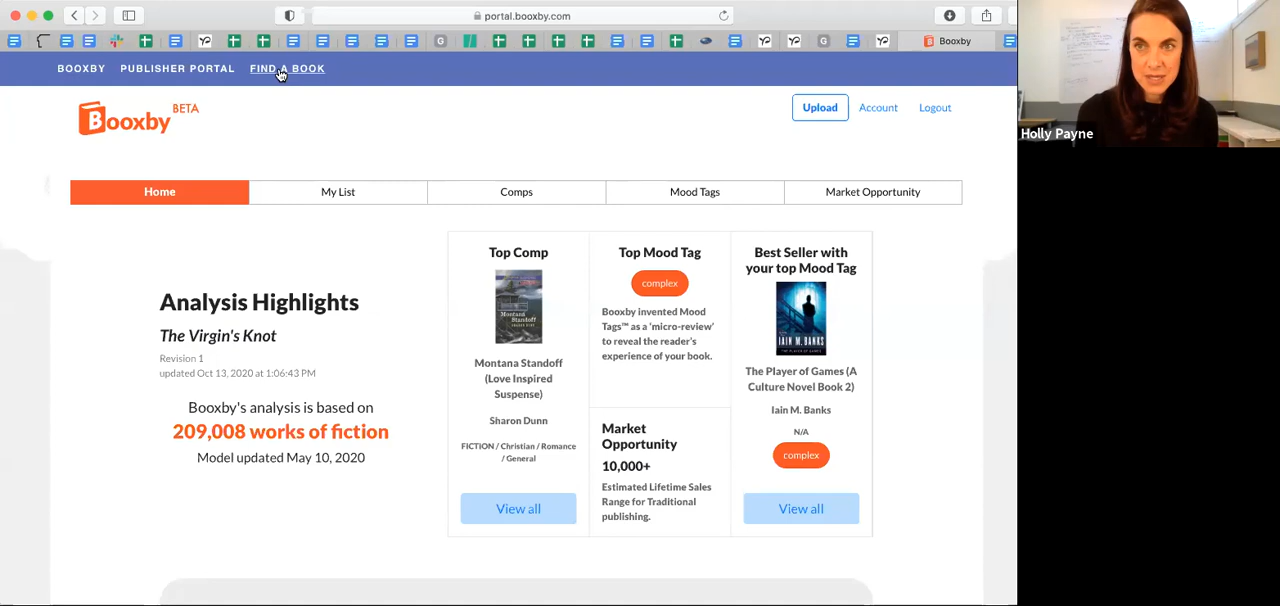 portal.booxby.com
Booxby
BOOXBY PUBLISHER PORTAL FIND A BOOK
Booxby BETA
Upload Account Logout
Home My List Comps Mood Tags Market Opportunity
Analysis Highlights
The Virgin's Knot
Revision 1
updated Oct 13, 2020 at 1:06:43 PM
Booxby's analysis is based on
209,008 works of fiction
Model updated May 10, 2020
Top Comp
Montana Standoff
(Love Inspired
Suspense)
Sharon Dunn
FICTION / Christian / Romance
/ General
View all
Top Mood Tag
complex
Booxby invented Mood
Tags™ as a 'micro-review'
to reveal the reader's
experience of your book.
Market
Opportunity
10,000+
Estimated Lifetime Sales
Range for Traditional
publishing.
Best Seller with
your top Mood Tag
IAIN M. BANKS
The Player of Games (A
Culture Novel Book 2)
Iain M. Banks
N/A
complex
View all
Holly Payne